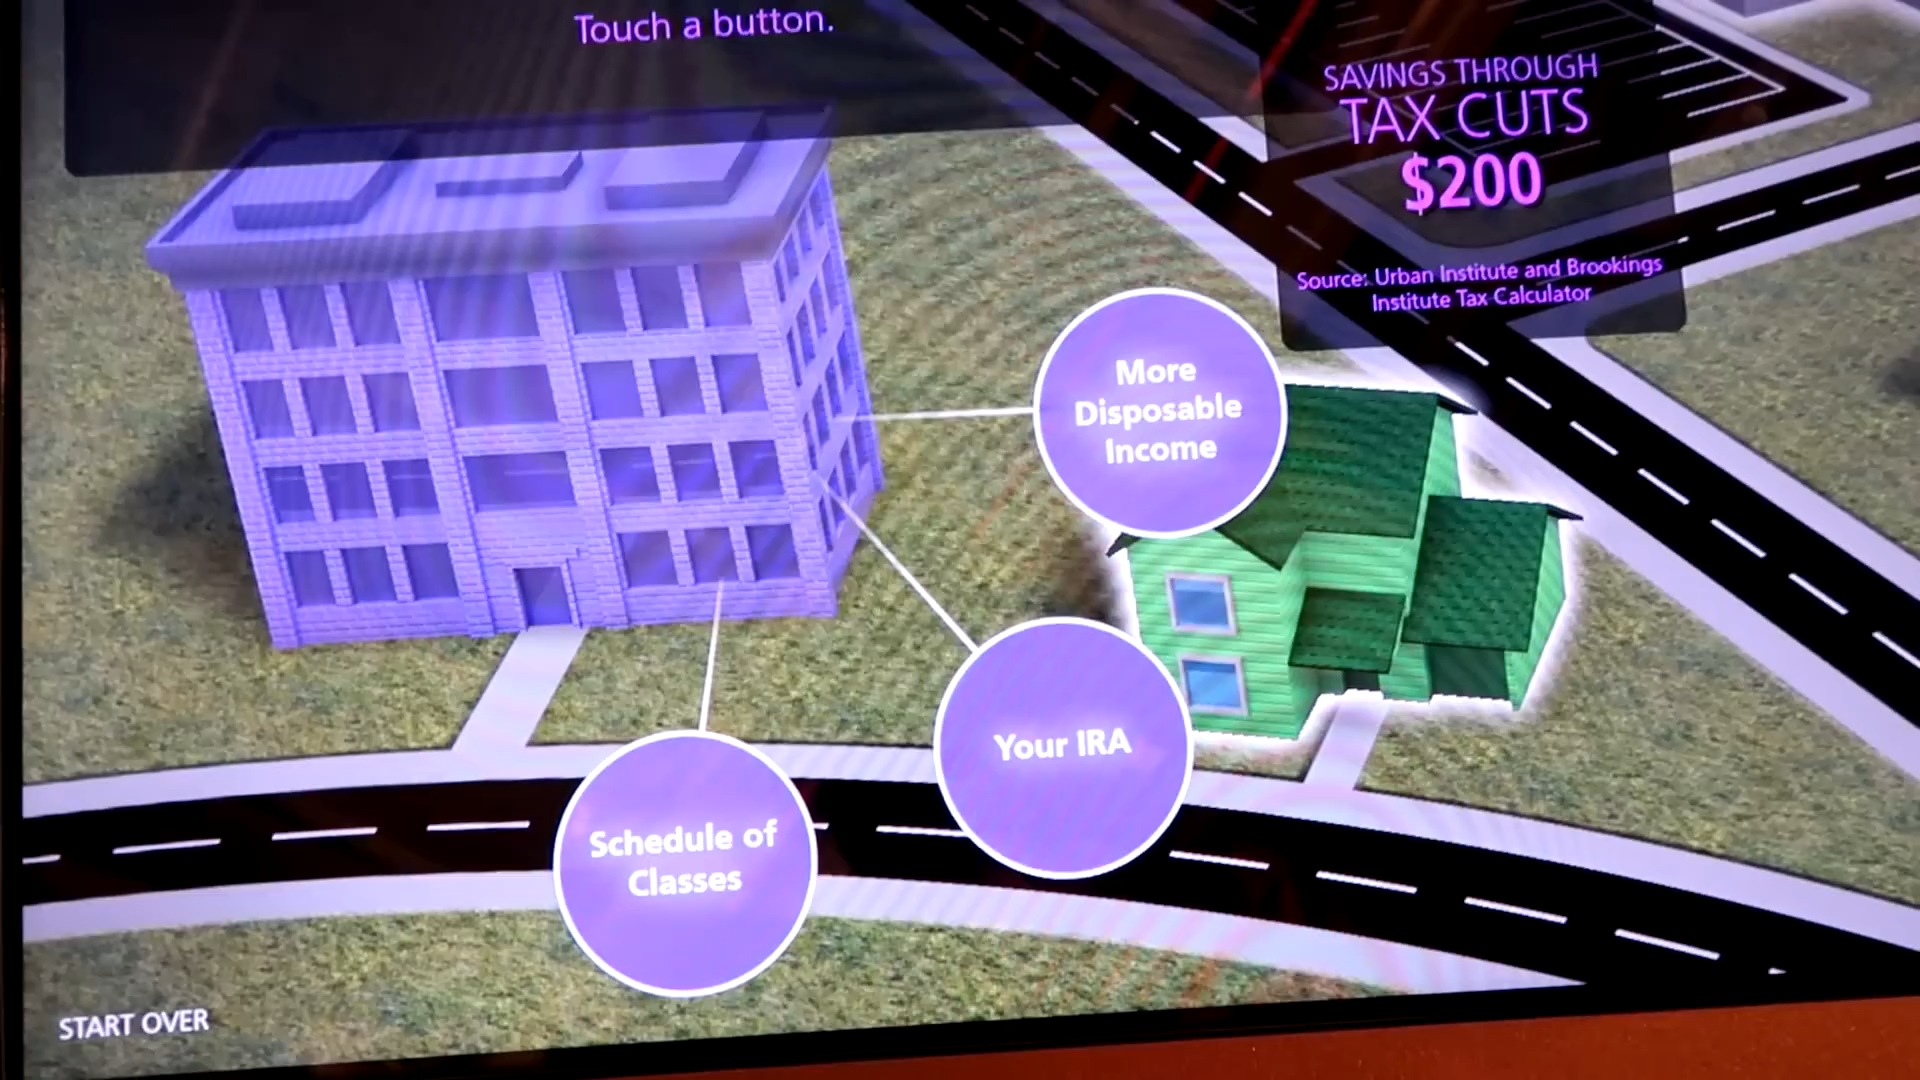 Touch a button.
SAVINGS THROUGH
TAX CUTS
$200
Source: Urban Institute and Brookings
Institute Tax Calculator
More
Disposable
Income
Your IRA
Schedule of
Classes
START OVER